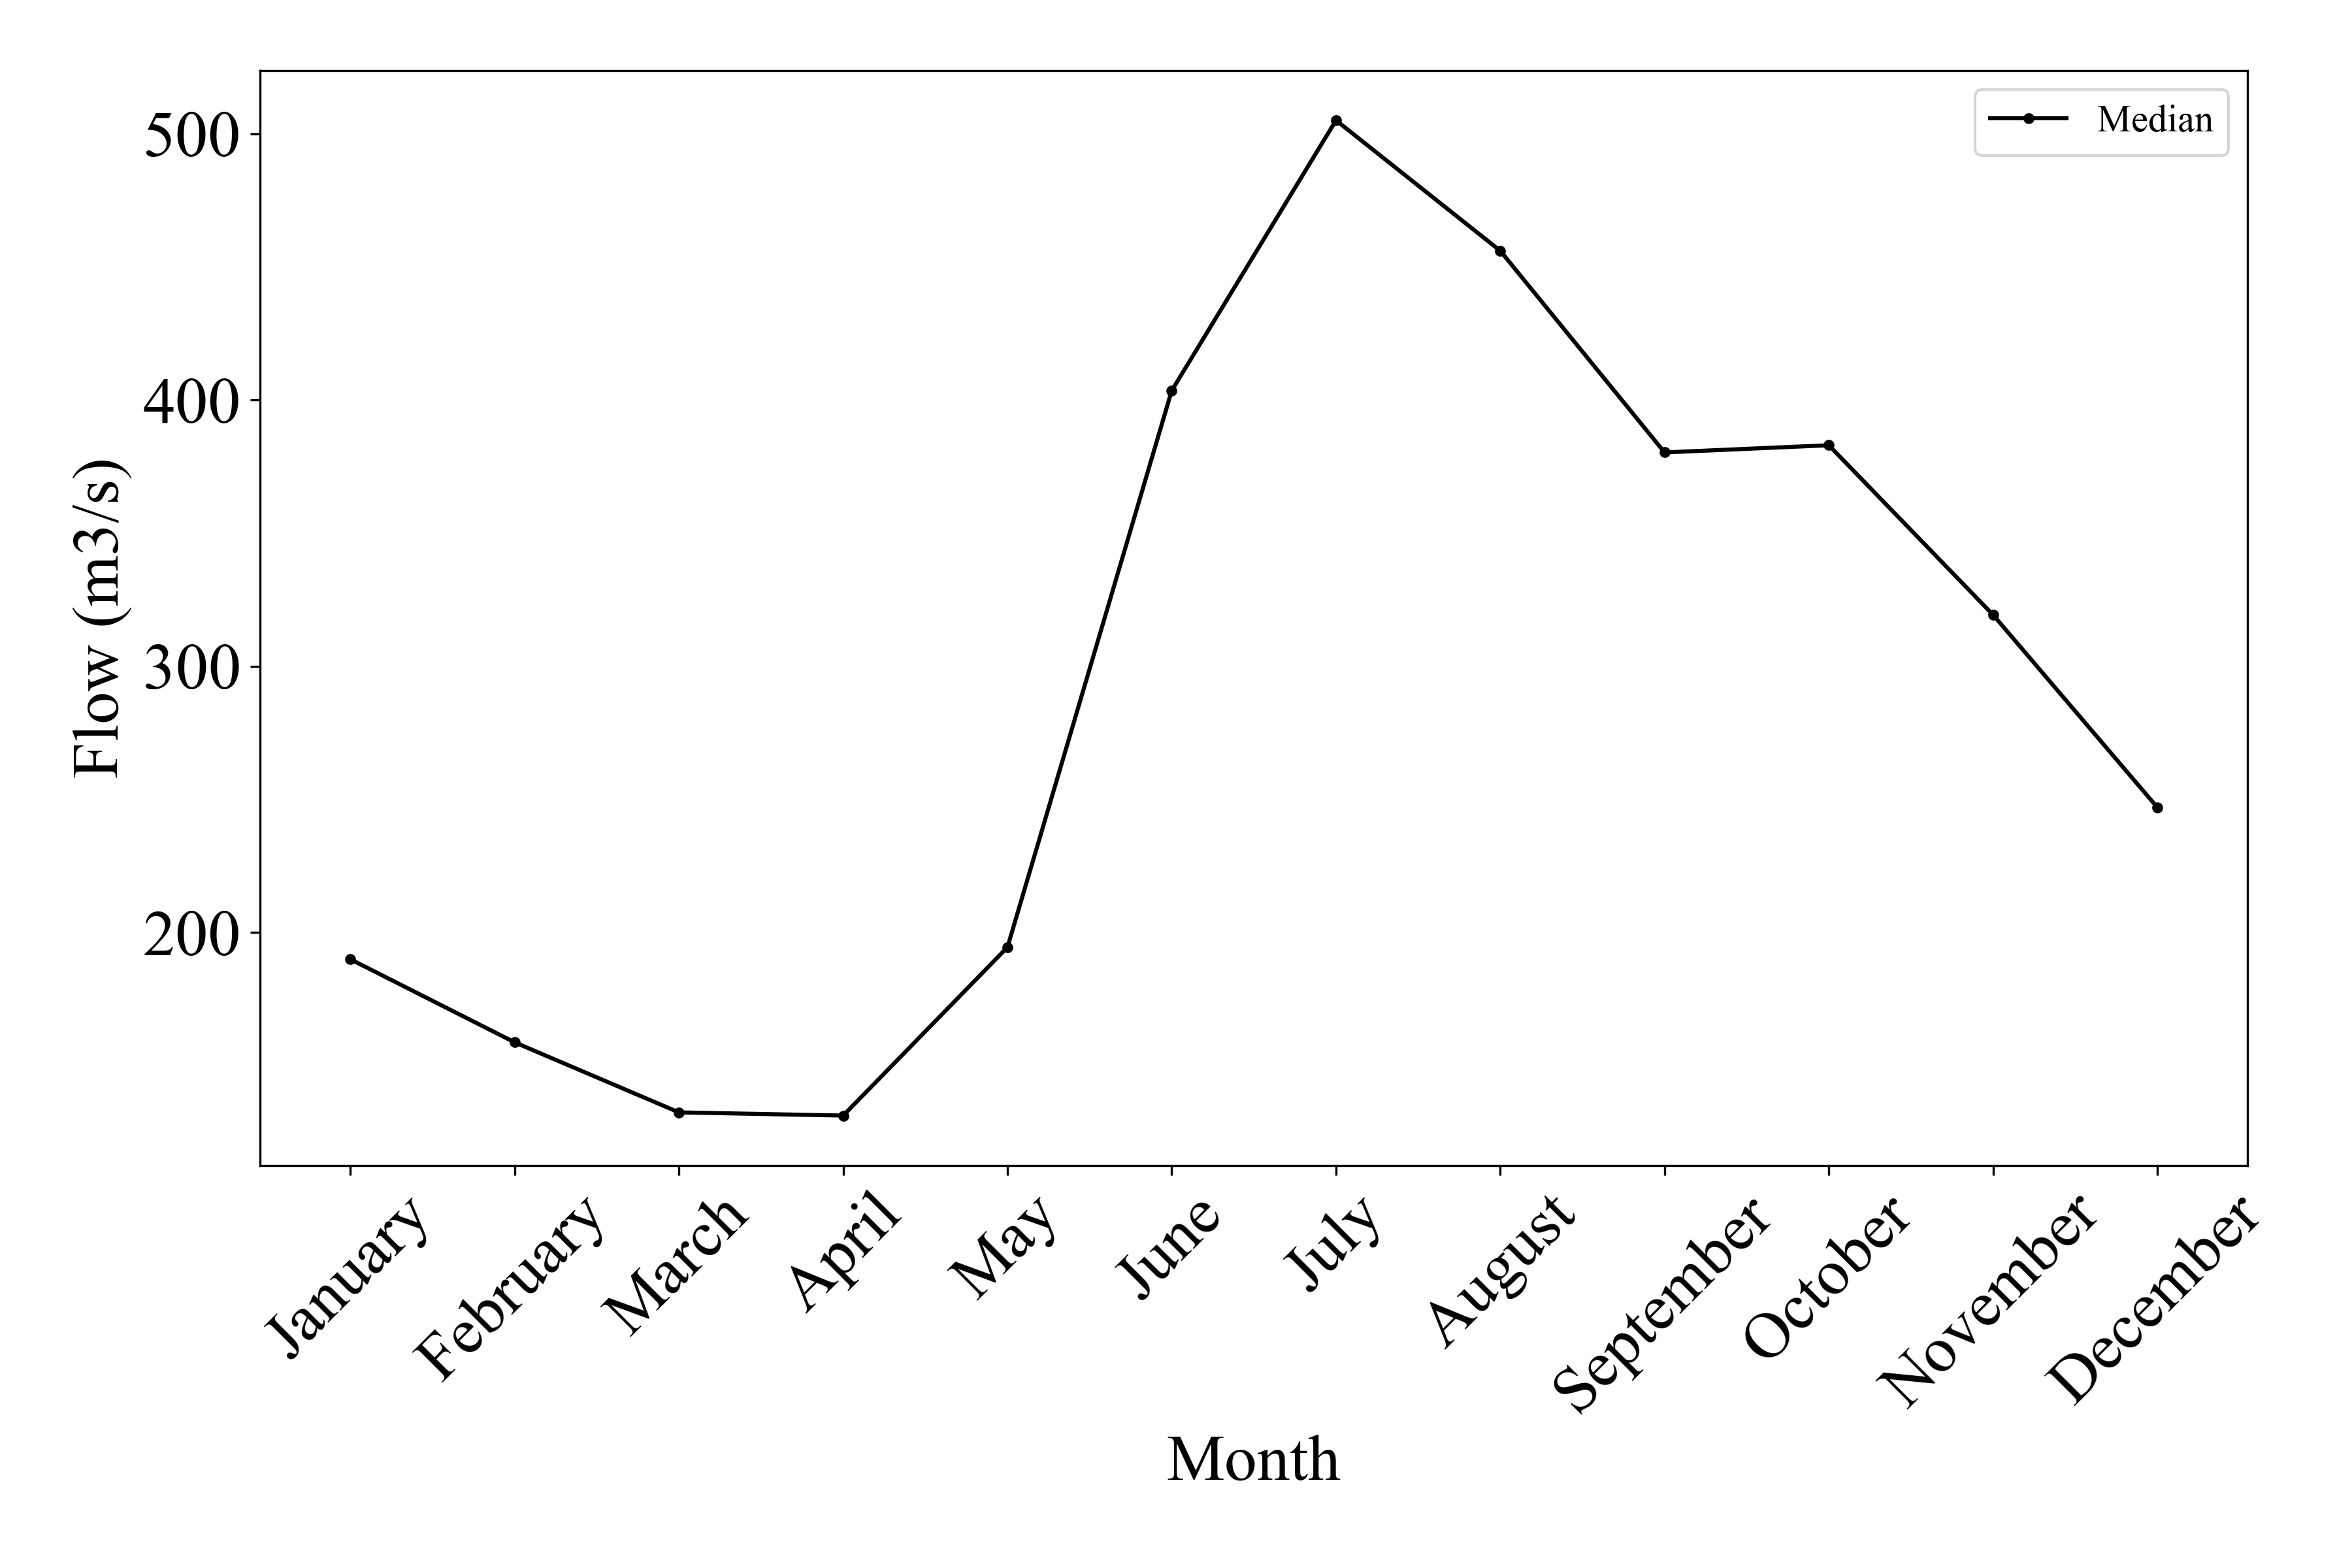 Median
500
400
300
200
Flow (m3/s)
January
February
March
April
May
June
July
August
September
October
November
December
Month